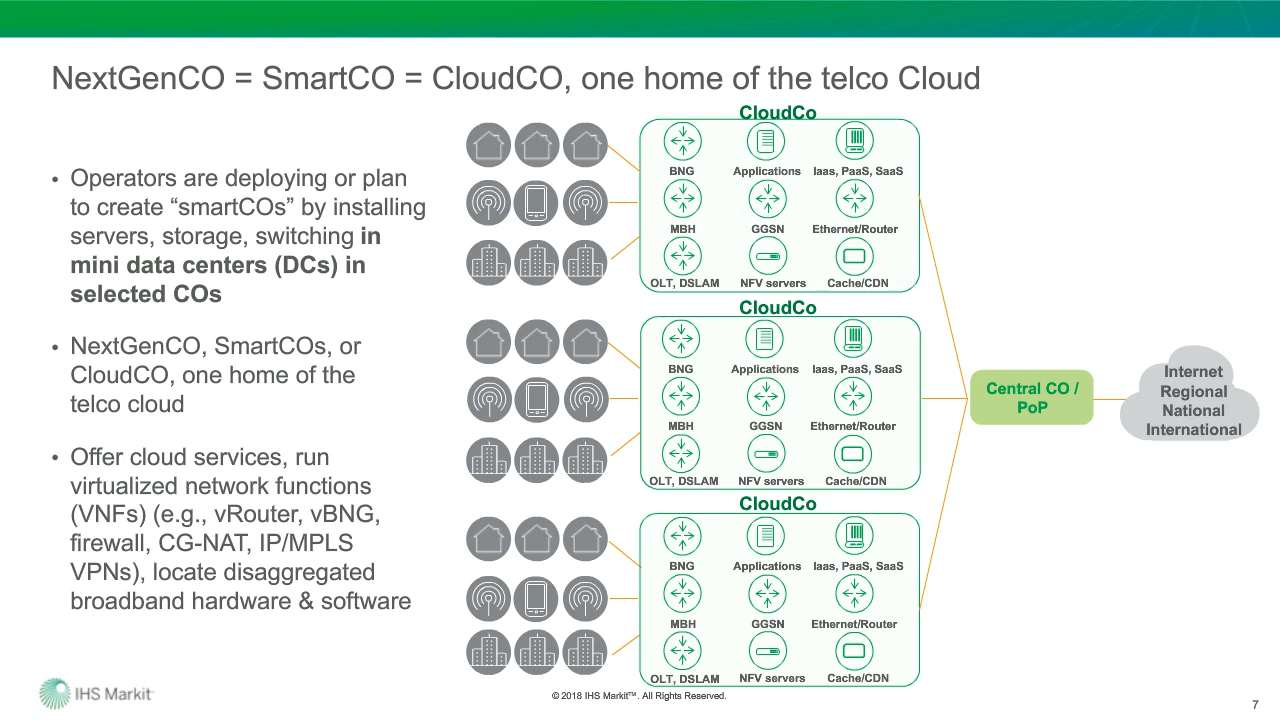 NextGenCO = SmartCO = CloudCO, one home of the telco Cloud
• Operators are deploying or plan
to create “smartCOs” by installing
servers, storage, switching in
mini data centers (DCs) in
selected COs
• NextGenCO, SmartCOs, or
CloudCO, one home of the
telco cloud
• Offer cloud services, run
virtualized network functions
(VNFs) (e.g., vRouter, vBNG,
firewall, CG-NAT, IP/MPLS
VPNs), locate disaggregated
broadband hardware & software
CloudCo
BNG Applications Iaas, PaaS, SaaS
MBH GGSN Ethernet/Router
OLT, DSLAM NFV servers Cache/CDN
CloudCo
BNG Applications Iaas, PaaS, SaaS
MBH GGSN Ethernet/Router
OLT, DSLAM NFV servers Cache/CDN
CloudCo
BNG Applications Iaas, PaaS, SaaS
MBH GGSN Ethernet/Router
OLT, DSLAM NFV servers Cache/CDN
Central CO /
PoP
Internet
Regional
National
International
IHS Markit
© 2018 IHS Markit™. All Rights Reserved.
7